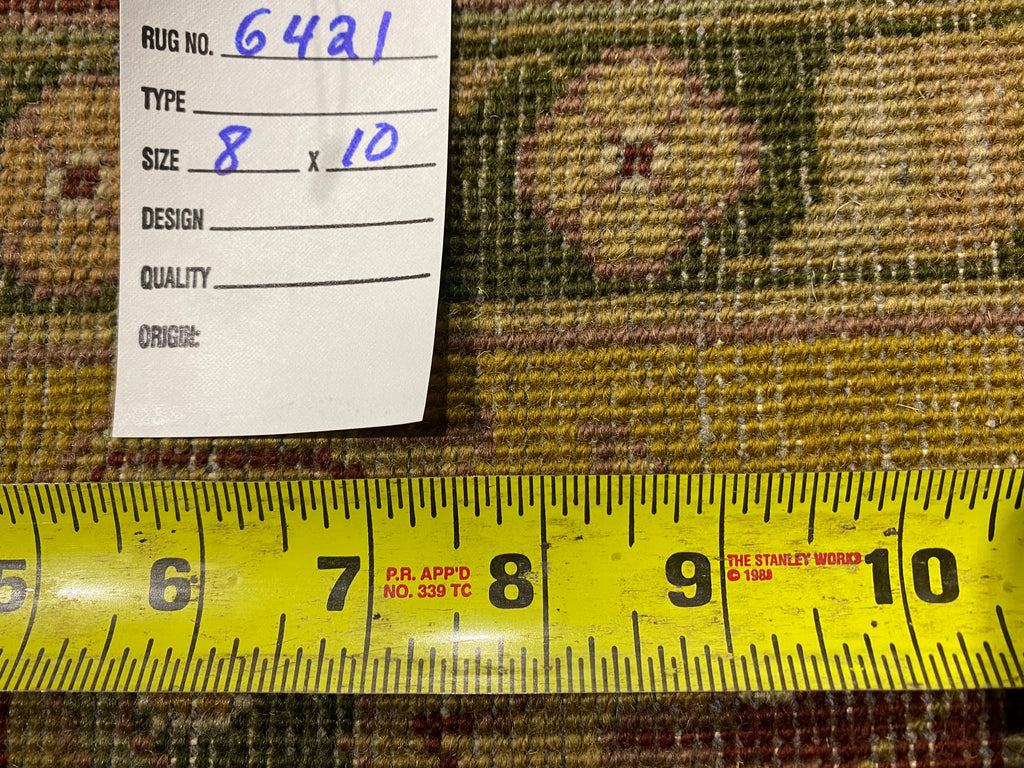 RUG NO. 6421
TYPE
SIZE 8 X 10
DESIGN
QUALITY
ORIGIN:
5 6 7 8 9 10
P.R. APP'D
NO. 339 TC
THE STANLEY WORKS
© 1988